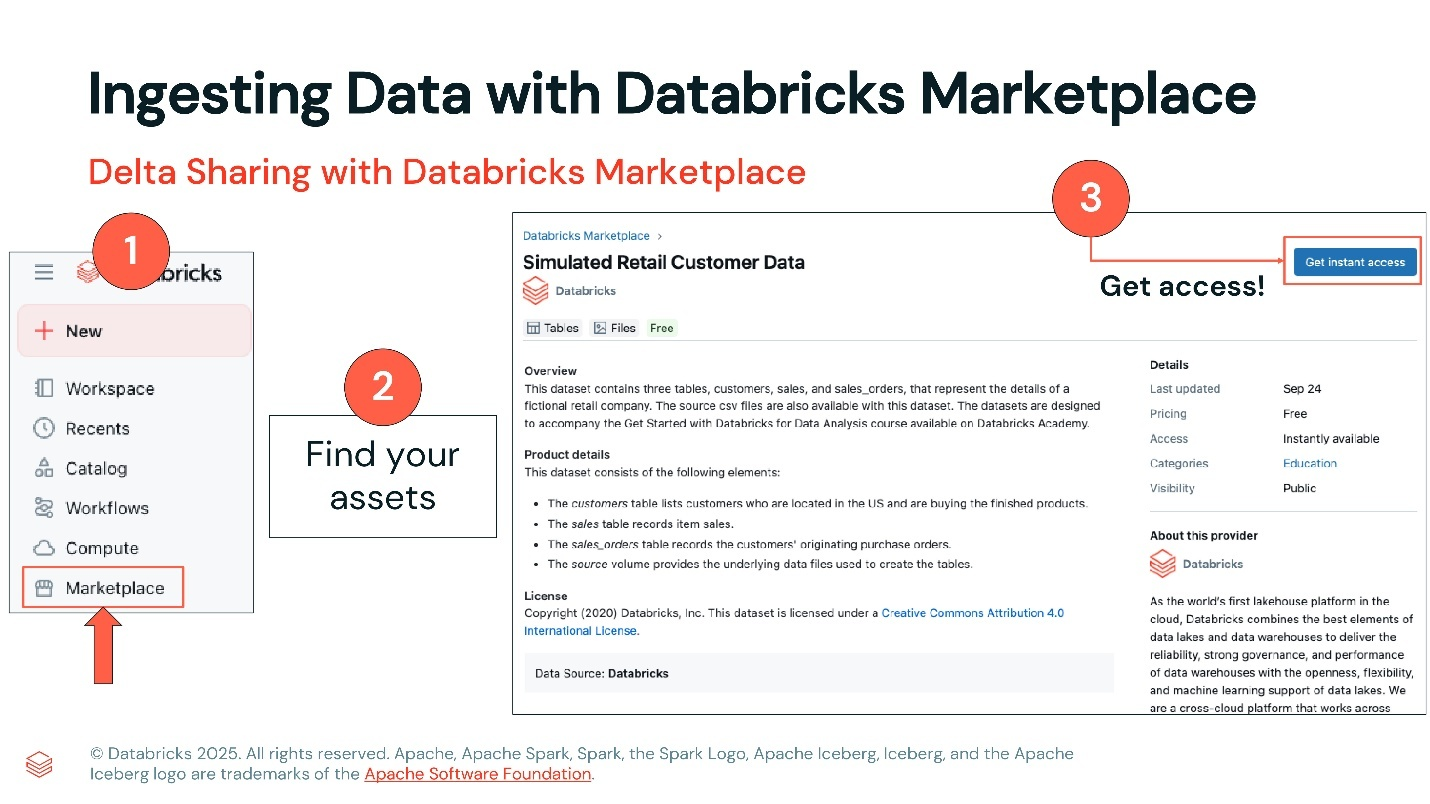 Ingesting Data with Databricks Marketplace
Delta Sharing with Databricks Marketplace
1
bricks
New
Workspace
Recents
Catalog
Workflows
Compute
Marketplace
2
Find your
assets
3
Get access!
Databricks Marketplace ›
Simulated Retail Customer Data
Get instant access
Databricks
Tables Files Free
Overview
This dataset contains three tables, customers, sales, and sales_orders, that represent the details of a
fictional retail company. The source csv files are also available with this dataset. The datasets are designed
to accompany the Get Started with Databricks for Data Analysis course available on Databricks Academy.
Product details
This dataset consists of the following elements:
• The customers table lists customers who are located in the US and are buying the finished products.
• The sales table records item sales.
• The sales_orders table records the customers' originating purchase orders.
• The source volume provides the underlying data files used to create the tables.
License
Copyright (2020) Databricks, Inc. This dataset is licensed under a Creative Commons Attribution 4.0
International License.
Data Source: Databricks
Details
Last updated Sep 24
Pricing Free
Access Instantly available
Categories Education
Visibility Public
About this provider
Databricks
As the world's first lakehouse platform in the
cloud, Databricks combines the best elements of
data lakes and data warehouses to deliver the
reliability, strong governance, and performance
of data warehouses with the openness, flexibility,
and machine learning support of data lakes. We
are a cross-cloud platform that works across
© Databricks 2025. All rights reserved. Apache, Apache Spark, Spark, the Spark Logo, Apache Iceberg, Iceberg, and the Apache
Iceberg logo are trademarks of the Apache Software Foundation.